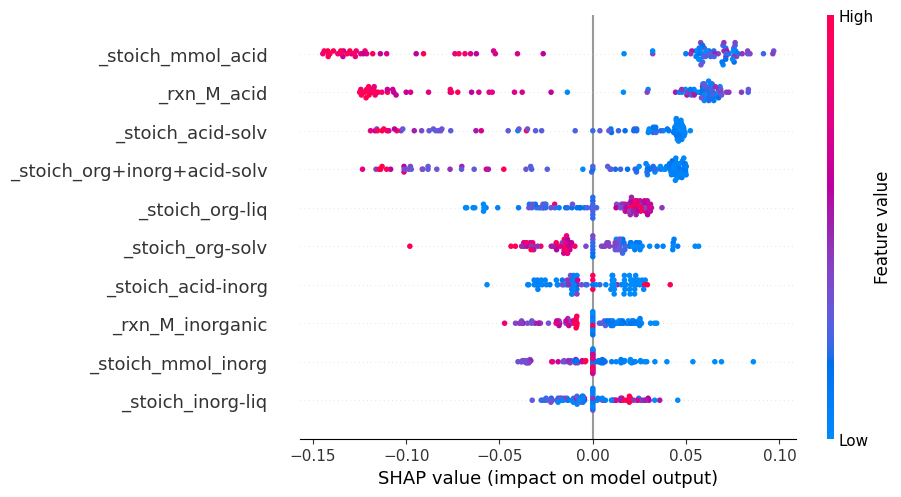 High
_stoich_mmol_acid
_rxn_M_acid
_stoich_acid-solv
_stoich_org+inorg+acid-solv
_stoich_org-liq
_stoich_org-solv
_stoich_acid-inorg
_rxn_M_inorganic
_stoich_mmol_inorg
_stoich_inorg-liq
Feature value
Low
−0.15 −0.10 −0.05 0.00 0.05 0.10
SHAP value (impact on model output)